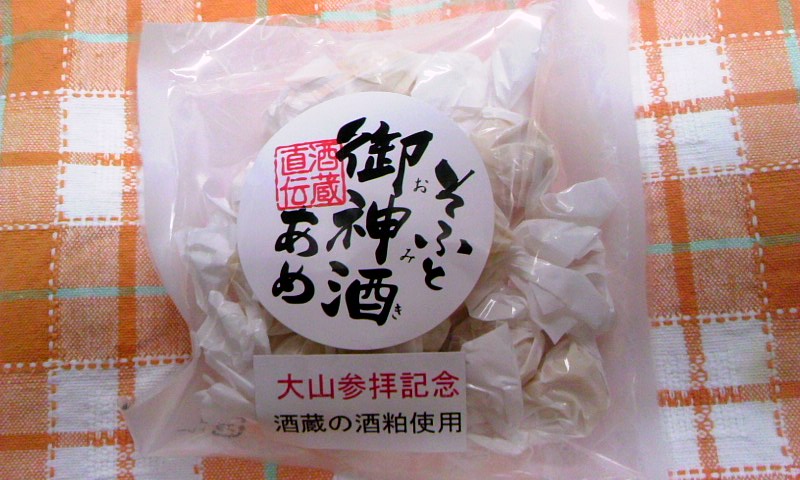 そふと
御神酒
おみき
あめ
酒蔵
直伝
大山参拝記念
酒蔵の酒粕使用